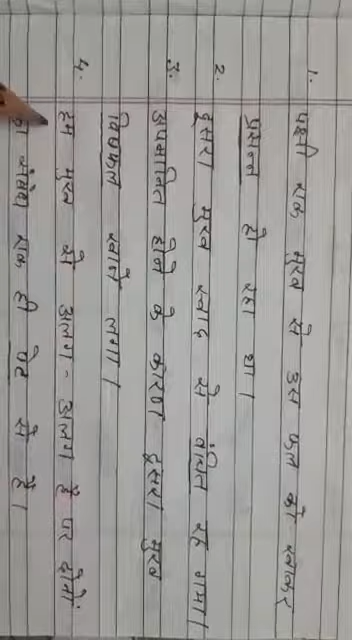 1. पक्षी एक मुख से उस फल को खाकर
प्रसन्न हो रहा था।
2. दूसरा मुख स्वाद से वंचित रह गया।
3. अपमानित होने के कारण दूसरा मुख
विषफल खाने लगा।
4. हम मुख से अलग-अलग हैं पर दोनों
का संबंध एक ही पेट से है।